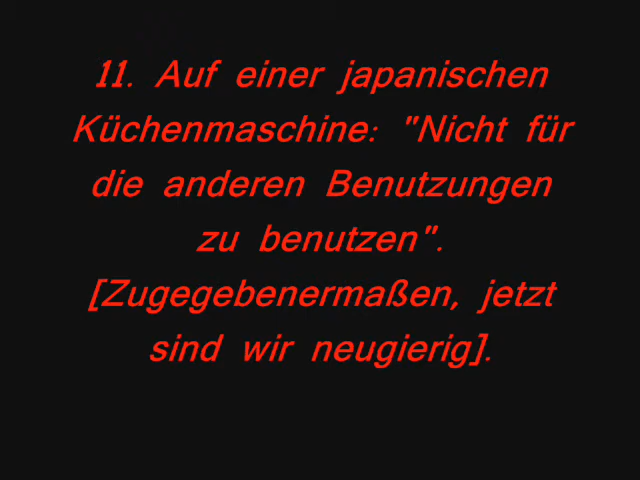 11. Auf einer japanischen
Küchenmaschine: "Nicht für
die anderen Benutzungen
zu benutzen".
[Zugegebenermaßen, jetzt
sind wir neugierig].